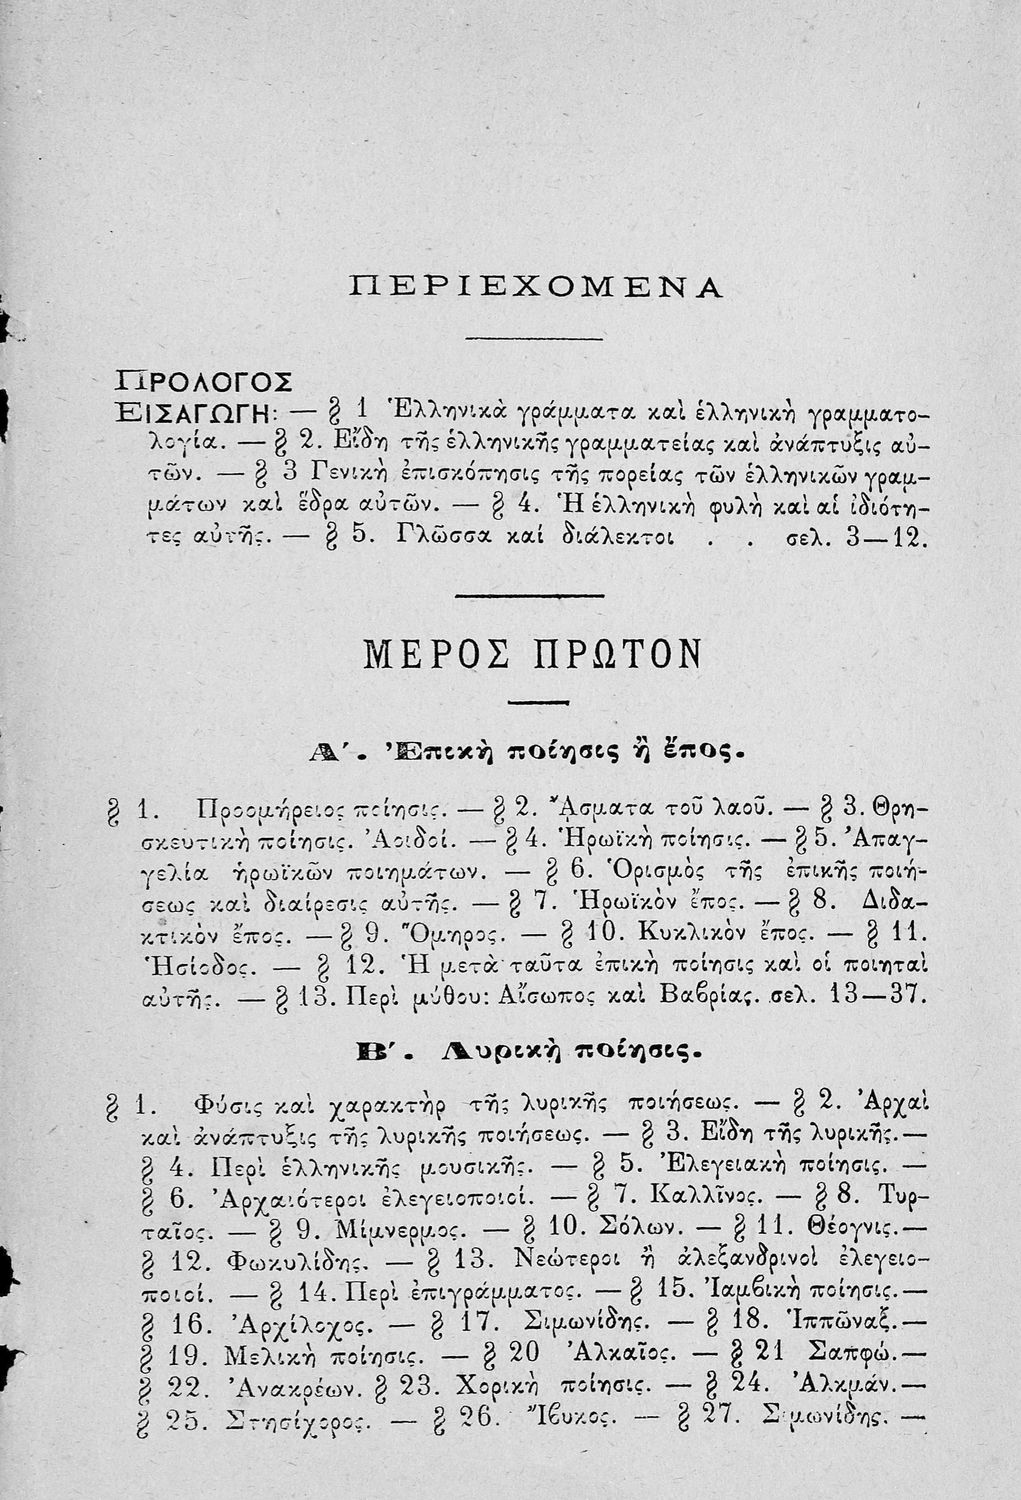 ΠΕΡΙΕΧΟΜΕΝΑ
ΠΡΟΛΟΓΟΣ
ΕΙΣΑΓΩΓΗ: — § 1 Ἑλληνικὰ γράμματα καὶ ἑλληνικὴ γραμματο-
λογία. — § 2. Εἴδη τῆς ἑλληνικῆς γραμματείας καὶ ἀνάπτυξις αὐ-
τῶν. — § 3 Γενικὴ ἐπισκόπησις τῆς πορείας τῶν ἑλληνικῶν γραμ-
μάτων καὶ ἕδρα αὐτῶν. — § 4. Ἡ ἑλληνικὴ φυλὴ καὶ αἱ ἰδιότη-
τες αὐτῆς. — § 5. Γλῶσσα καί διάλεκτοι . . σελ. 3—12.
ΜΕΡΟΣ ΠΡΩΤΟΝ
Α΄. Ἐπικὴ ποίησις ἢ ἔπος.
§ 1. Προομήρειος ποίησις. — § 2. ᾌσματα τοῦ λαοῦ. — § 3. Θρη-
σκευτικὴ ποίησις. Ἀοιδοί. — § 4. Ἡρωϊκὴ ποίησις. — § 5. Ἀπαγ-
γελία ἡρωϊκῶν ποιημάτων. — § 6. Ὁρισμὸς τῆς ἐπικῆς ποιή-
σεως καὶ διαίρεσις αὐτῆς. — § 7. Ἡρωϊκὸν ἔπος. — § 8. Διδα-
κτικὸν ἔπος. — § 9. Ὅμηρος. — § 10. Κυκλικὸν ἔπος. — § 11.
Ἡσίοδος. — § 12. Ἡ μετὰ ταῦτα ἐπικὴ ποίησις καὶ οἱ ποιηταὶ
αὐτῆς. — § 13. Περὶ μύθου: Αἴσωπος καὶ Βαβρίας. σελ. 13—37.
Β΄. Λυρικὴ ποίησις.
§ 1. Φύσις καὶ χαρακτὴρ τῆς λυρικῆς ποιήσεως. — § 2. Ἀρχαὶ
καὶ ἀνάπτυξις τῆς λυρικῆς ποιήσεως. — § 3. Εἴδη τῆς λυρικῆς. —
§ 4. Περὶ ἑλληνικῆς μουσικῆς. — § 5. Ἐλεγειακὴ ποίησις. —
§ 6. Ἀρχαιότεροι ἐλεγειοποιοί. — § 7. Καλλῖνος. — § 8. Τυρ-
ταῖος. — § 9. Μίμνερμος. — § 10. Σόλων. — § 11. Θέογνις. —
§ 12. Φωκυλίδης. — § 13. Νεώτεροι ἢ ἀλεξανδρινοὶ ἐλεγειο-
ποιοί. — § 14. Περὶ ἐπιγράμματος. — § 15. Ἰαμβικὴ ποίησις. —
§ 16. Ἀρχίλοχος. — § 17. Σιμωνίδης. — § 18. Ἱππῶναξ. —
§ 19. Μελικὴ ποίησις. — § 20 Ἀλκαῖος. — § 21 Σαπφώ. —
§ 22. Ἀνακρέων. § 23. Χορικὴ ποίησις. — § 24. Ἀλκμάν. —
§ 25. Στησίχορος. — § 26. Ἴβυκος. — § 27. Σιμωνίδης. —